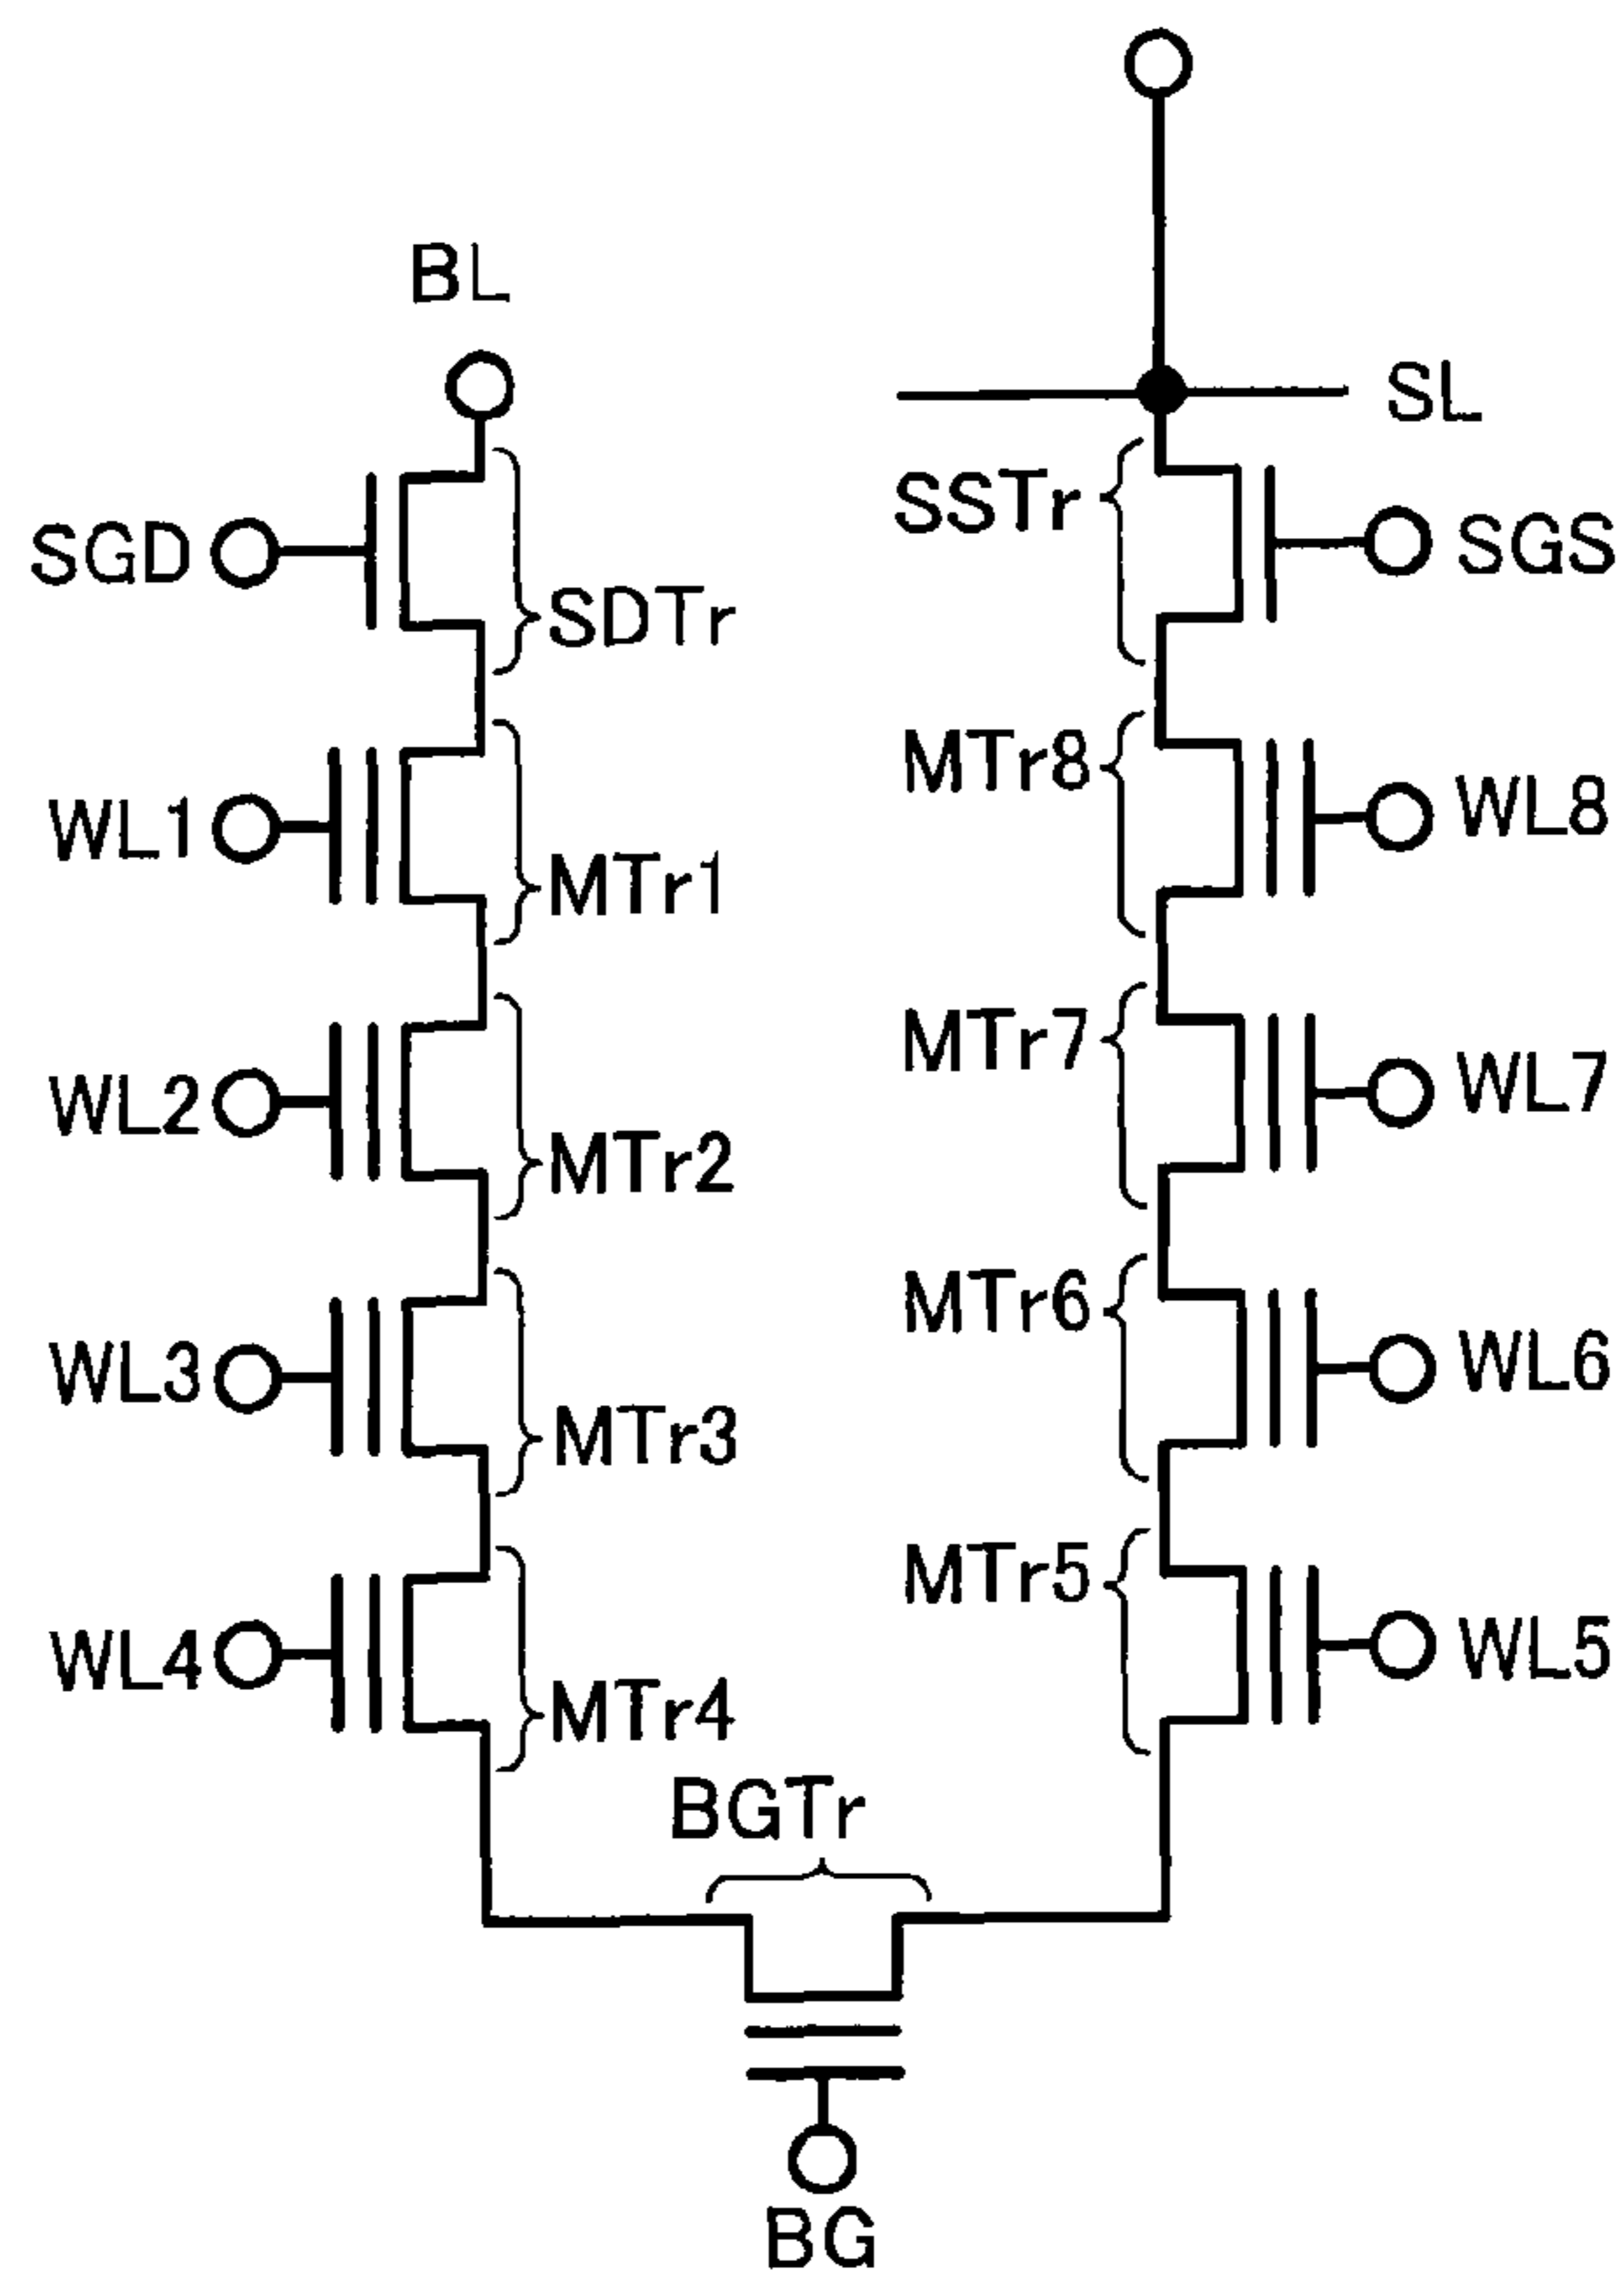 BL
SL
SSTr
SGD
SGS
SDTr
MTr8
WL8
WL1
MTr1
MTr7
WL7
WL2
MTr2
MTr6
WL6
WL3
MTr3
MTr5
WL5
WL4
MTr4
BGTr
BG